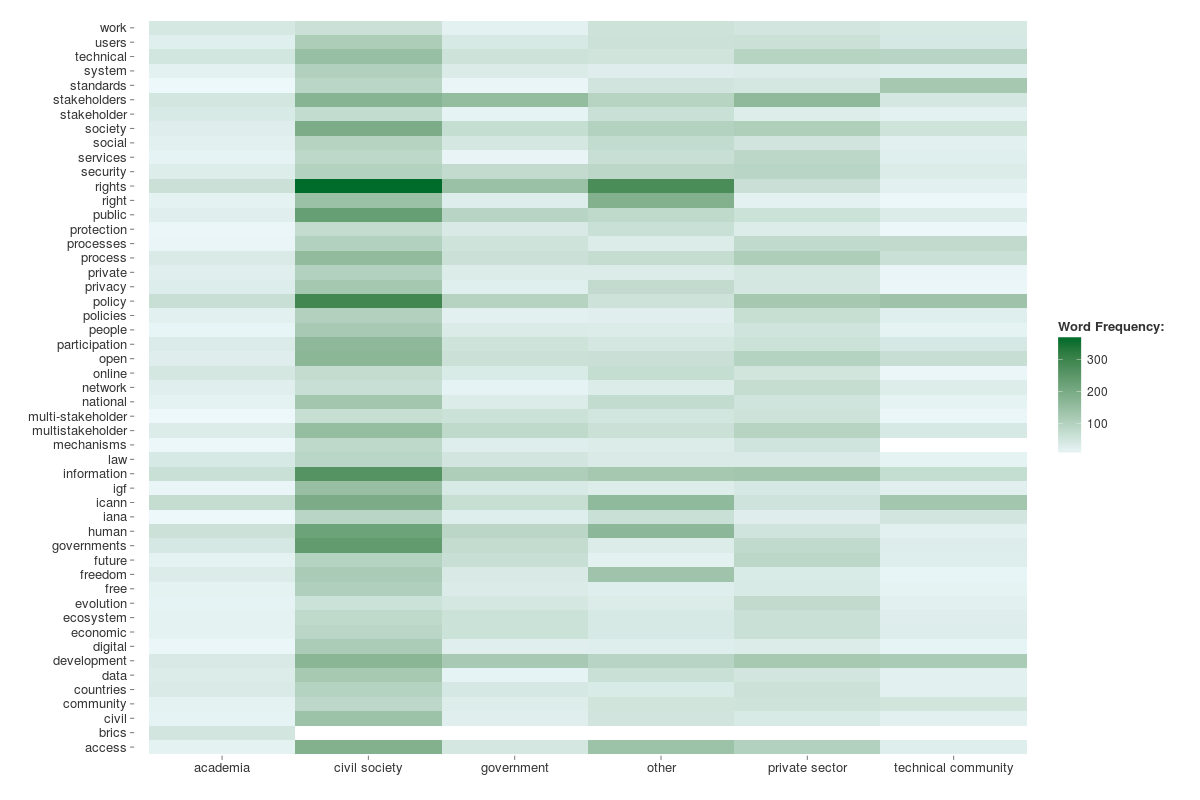 work
users
technical
system
standards
stakeholders
stakeholder
society
social
services
security
rights
right
public
protection
processes
process
private
privacy
policy
policies
people
participation
open
online
network
national
multi-stakeholder
multistakeholder
mechanisms
law
information
igf
icann
iana
human
governments
future
freedom
free
evolution
ecosystem
economic
digital
development
data
countries
community
civil
brics
access
academia civil society government other private sector technical community
Word Frequency:
300
200
100